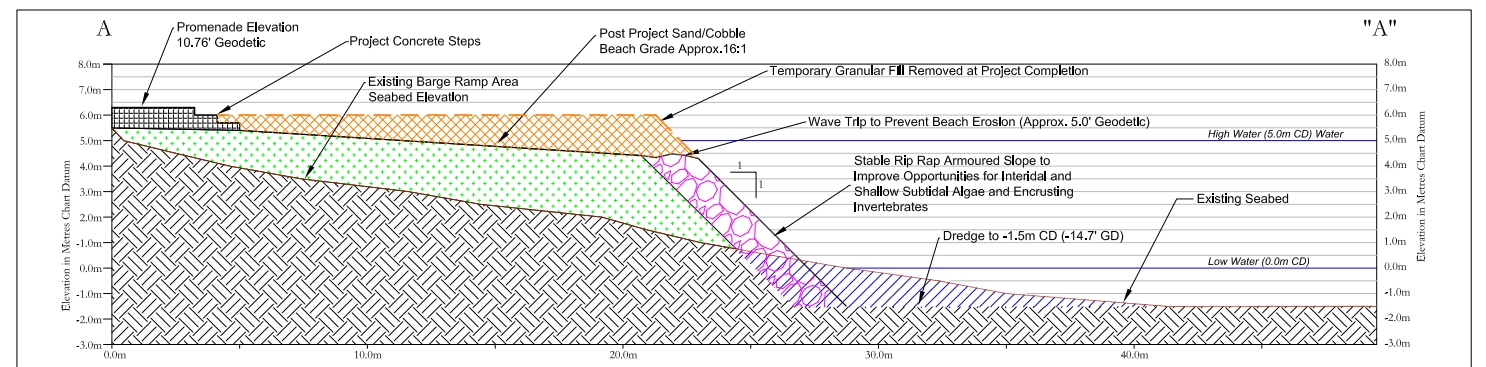 A
"A"
Promenade Elevation
10.76' Geodetic
Project Concrete Steps
Post Project Sand/Cobble
Beach Grade Approx.16:1
Existing Barge Ramp Area
Seabed Elevation
Temporary Granular Fill Removed at Project Completion
Wave Trip to Prevent Beach Erosion (Approx. 5.0' Geodetic)
High Water (5.0m CD) Water
Stable Rip Rap Armoured Slope to
Improve Opportunities for Interidal and
Shallow Subtidal Algae and Encrusting
Invertebrates
1
1
Existing Seabed
Dredge to -1.5m CD (-14.7' GD)
Low Water (0.0m CD)
Elevation in Metres Chart Datum
8.0m
7.0m
6.0m
5.0m
4.0m
3.0m
2.0m
-1.0m
0.0m
-1.0m
-2.0m
-3.0m
8.0m
7.0m
6.0m
5.0m
4.0m
3.0m
2.0m
1.0m
0.0m
-1.0m
-2.0m
-3.0m
Elevation in Metres Chart Datum
0.0m
10.0m
20.0m
30.0m
40.0m